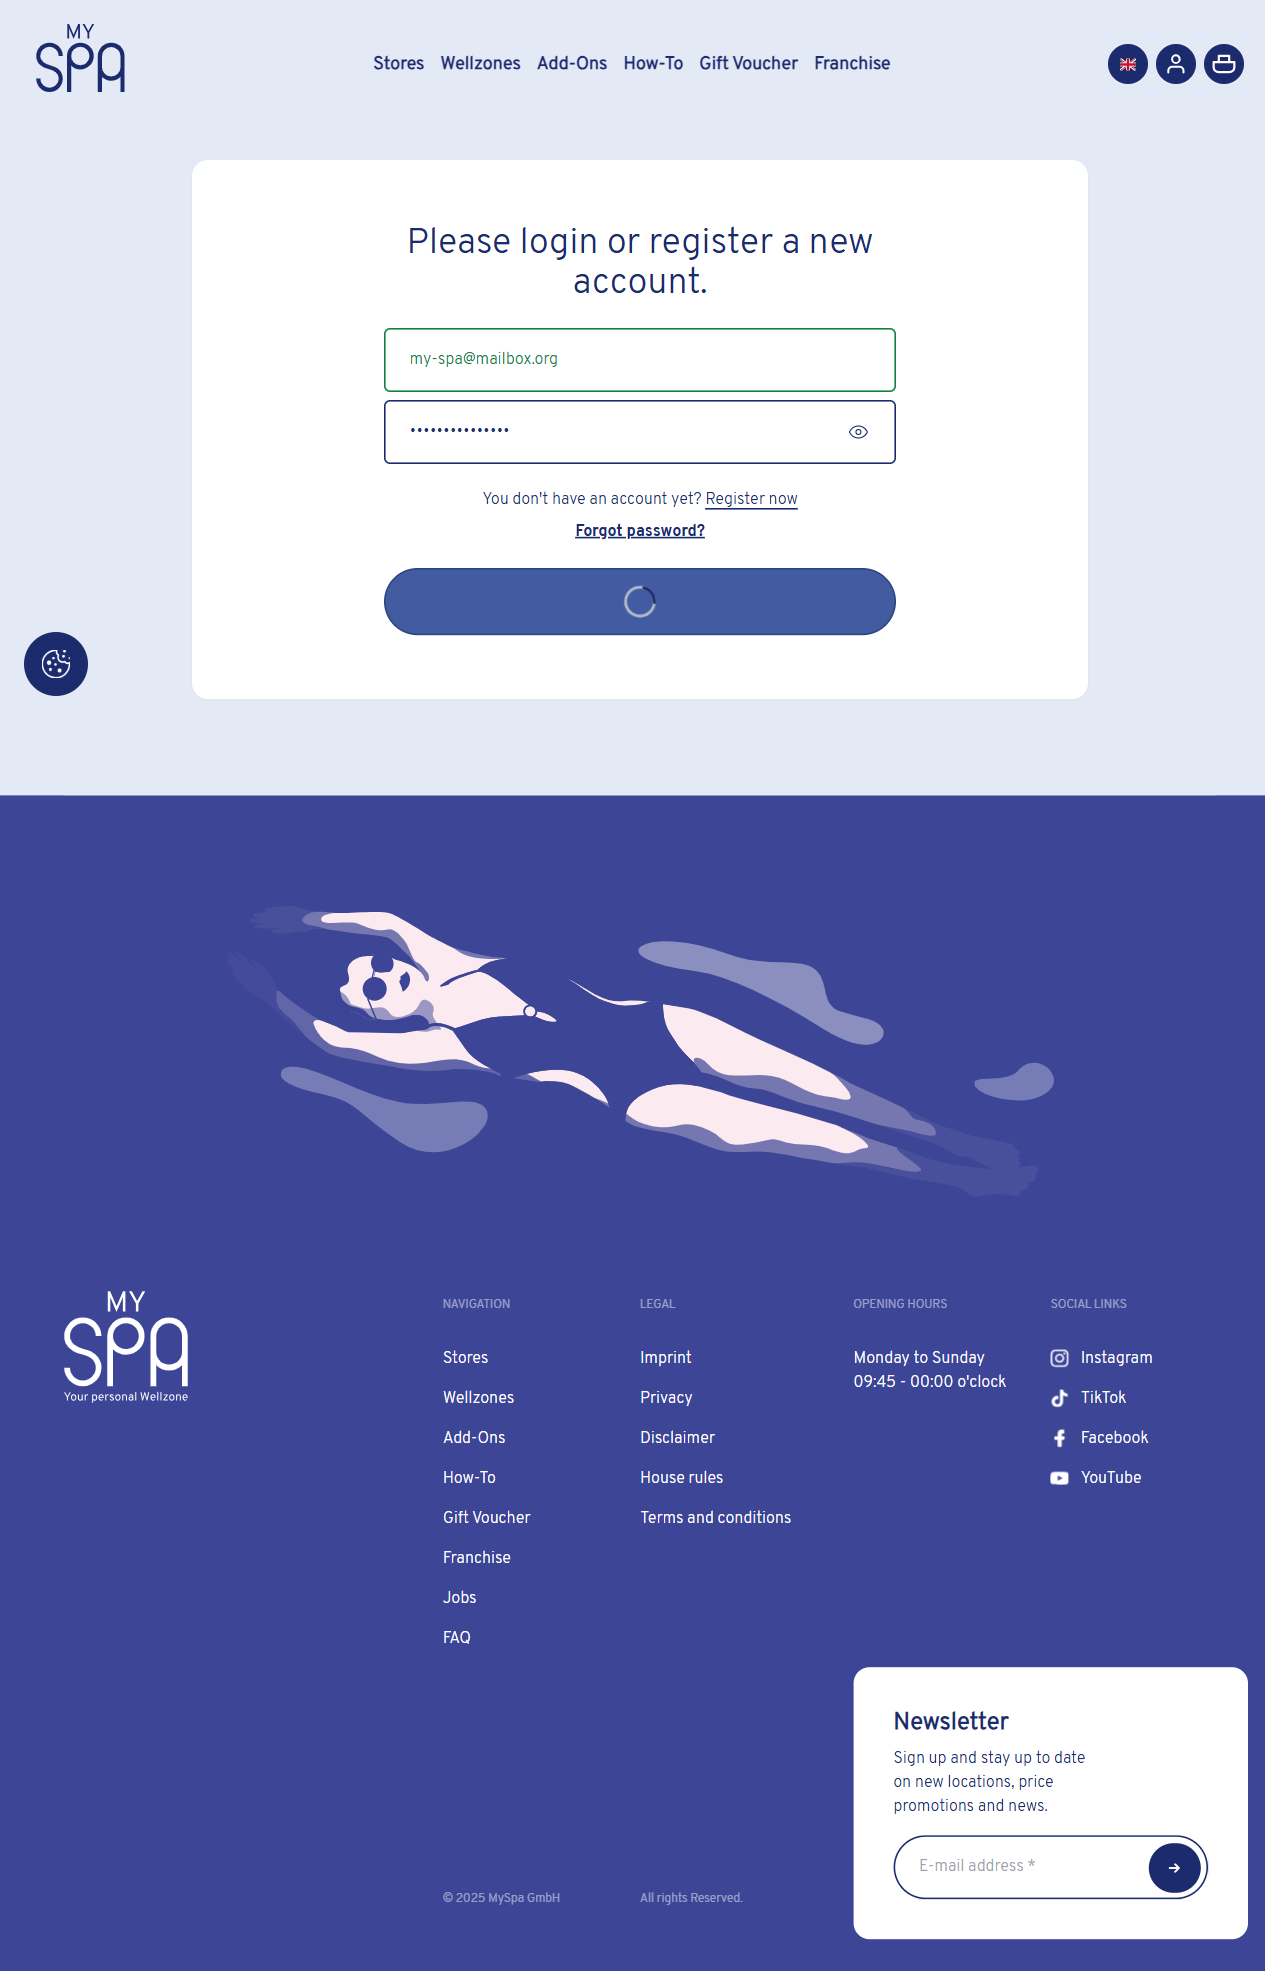 MY
SPA
Stores Wellzones Add-Ons How-To Gift Voucher Franchise
Please login or register a new
account.
my-spa@mailbox.org
•••••••••••••••
You don't have an account yet? Register now
Forgot password?
MY
SPA
Your personal Wellzone
NAVIGATION
Stores
Wellzones
Add-Ons
How-To
Gift Voucher
Franchise
Jobs
FAQ
LEGAL
Imprint
Privacy
Disclaimer
House rules
Terms and conditions
OPENING HOURS
Monday to Sunday
09:45 - 00:00 o'clock
SOCIAL LINKS
Instagram
TikTok
Facebook
YouTube
Newsletter
Sign up and stay up to date
on new locations, price
promotions and news.
E-mail address *
© 2025 MySpa GmbH
All rights Reserved.